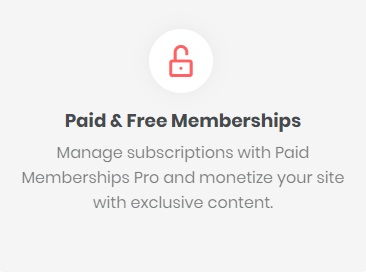 Paid & Free Memberships
Manage subscriptions with Paid
Memberships Pro and monetize your site
with exclusive content.